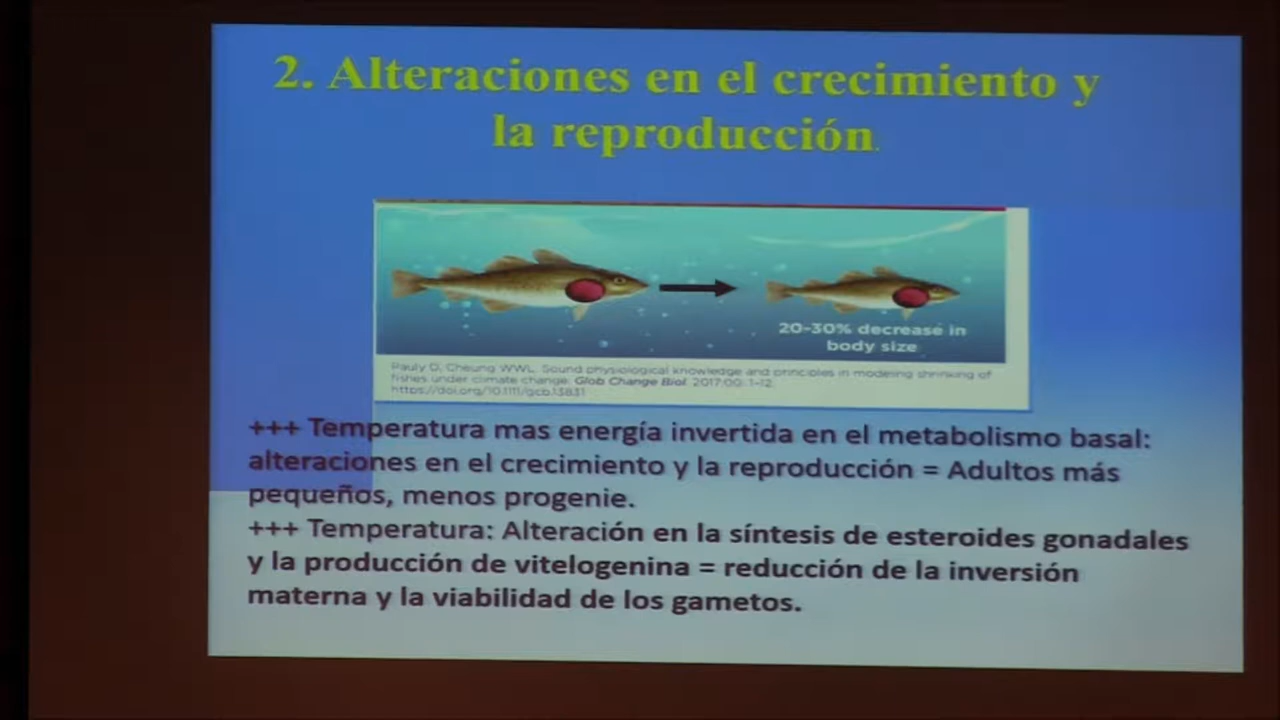 2. Alteraciones en el crecimiento y
la reproducción.
20-30% decrease in
body size
Pauly D, Cheung WWL. Sound physiological knowledge and principles in modeling shrinking of
fishes under climate change. Glob Change Biol. 2017;00:1-12.
https://doi.org/10.1111/gcb.13831
+++ Temperatura mas energía invertida en el metabolismo basal:
alteraciones en el crecimiento y la reproducción = Adultos más
pequeños, menos progenie.
+++ Temperatura: Alteración en la síntesis de esteroides gonadales
y la producción de vitelogenina = reducción de la inversión
materna y la viabilidad de los gametos.